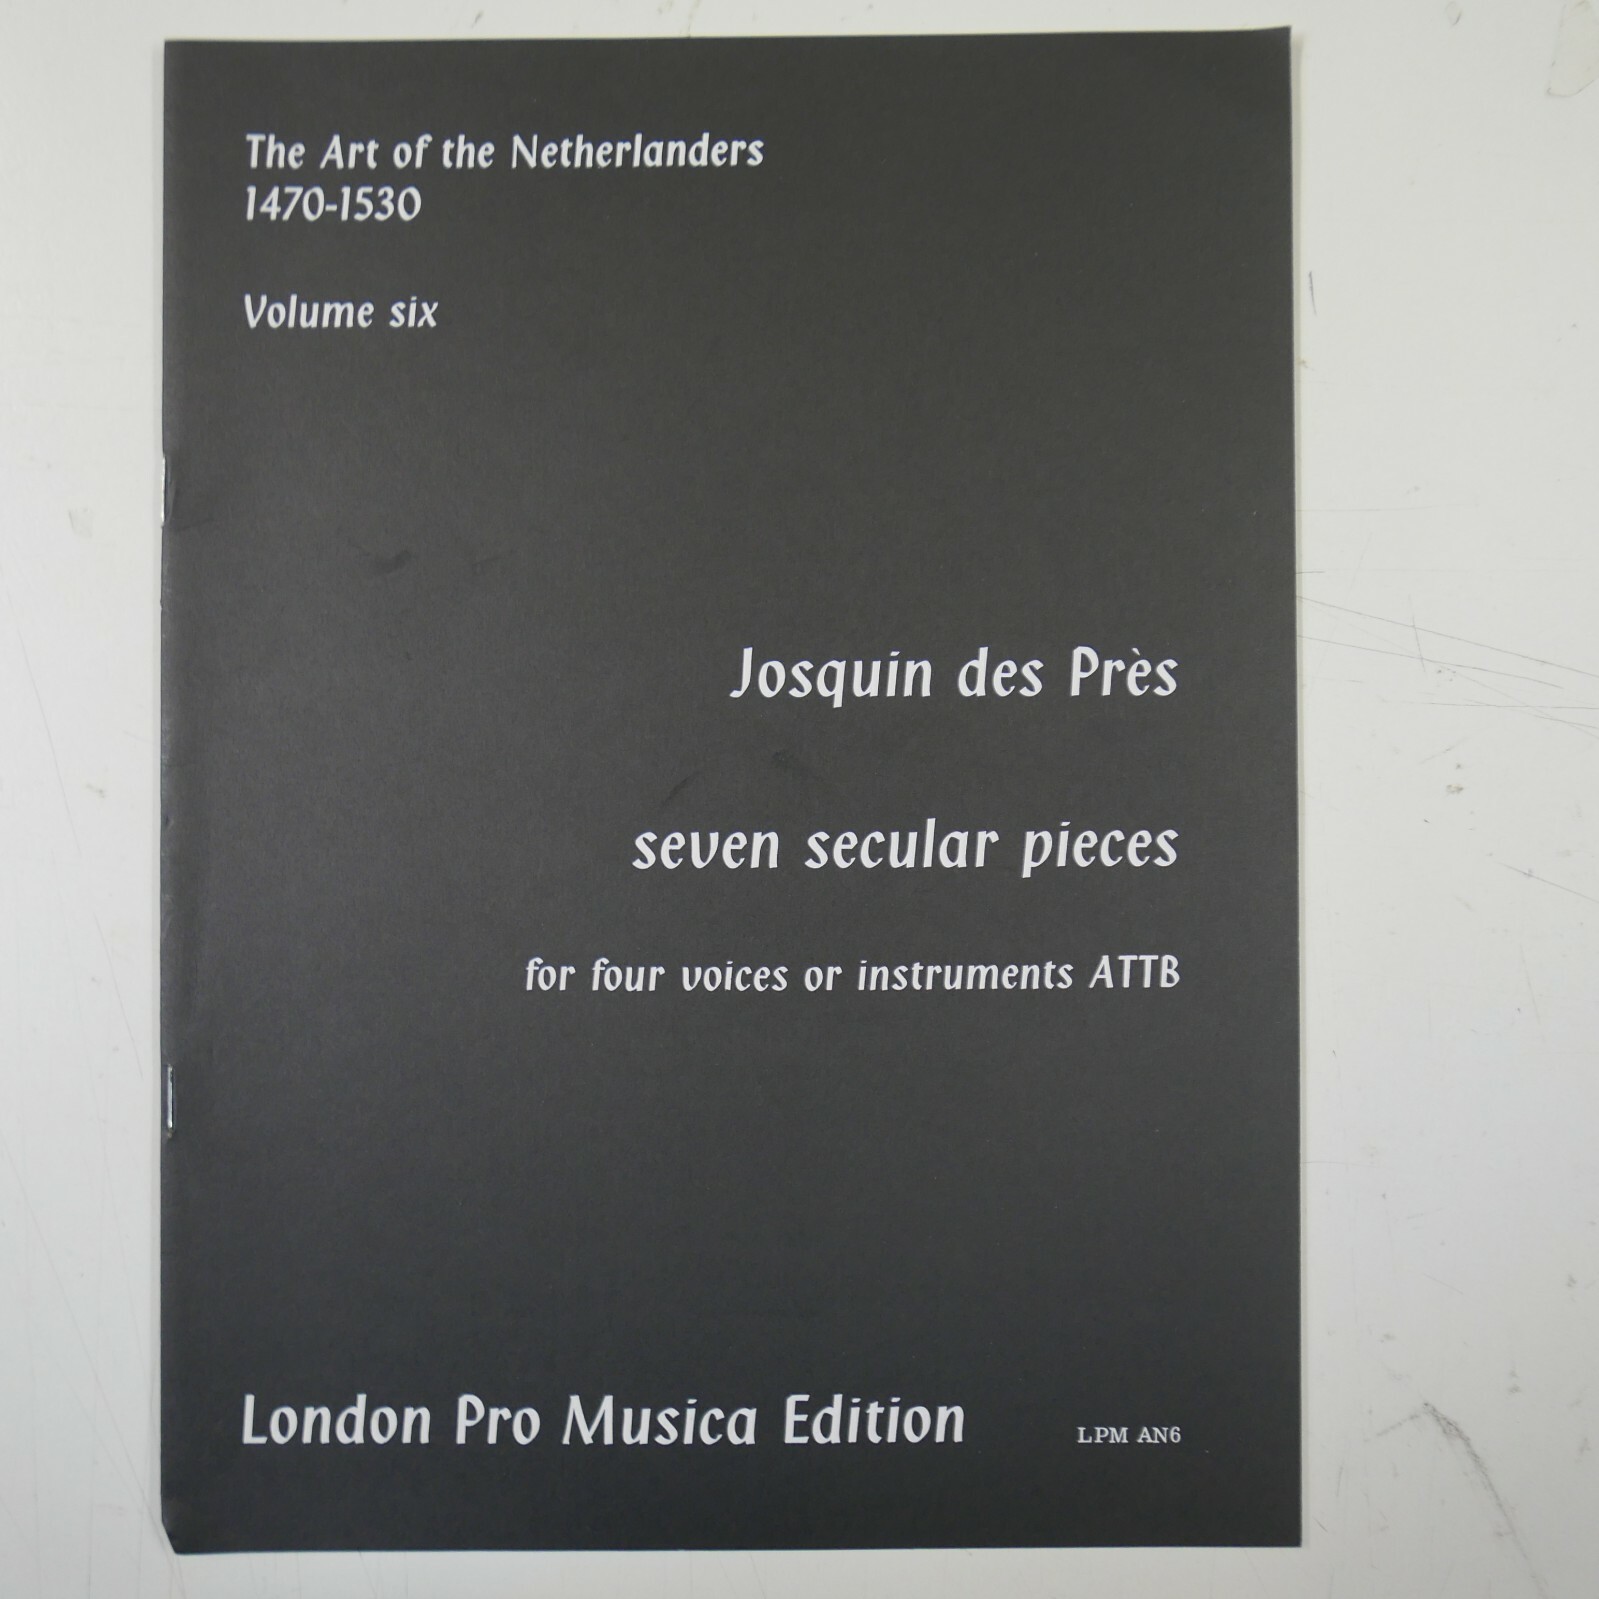 The Art of the Netherlanders
1470-1530
Volume six
Josquin des Près
seven secular pieces
for four voices or instruments ATTB
London Pro Musica Edition LPM AN6